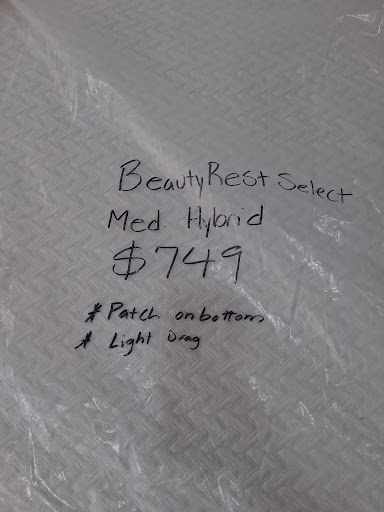 BeautyRest Select
Med. Hybrid
$749
* Patch on bottom
* Light Drag